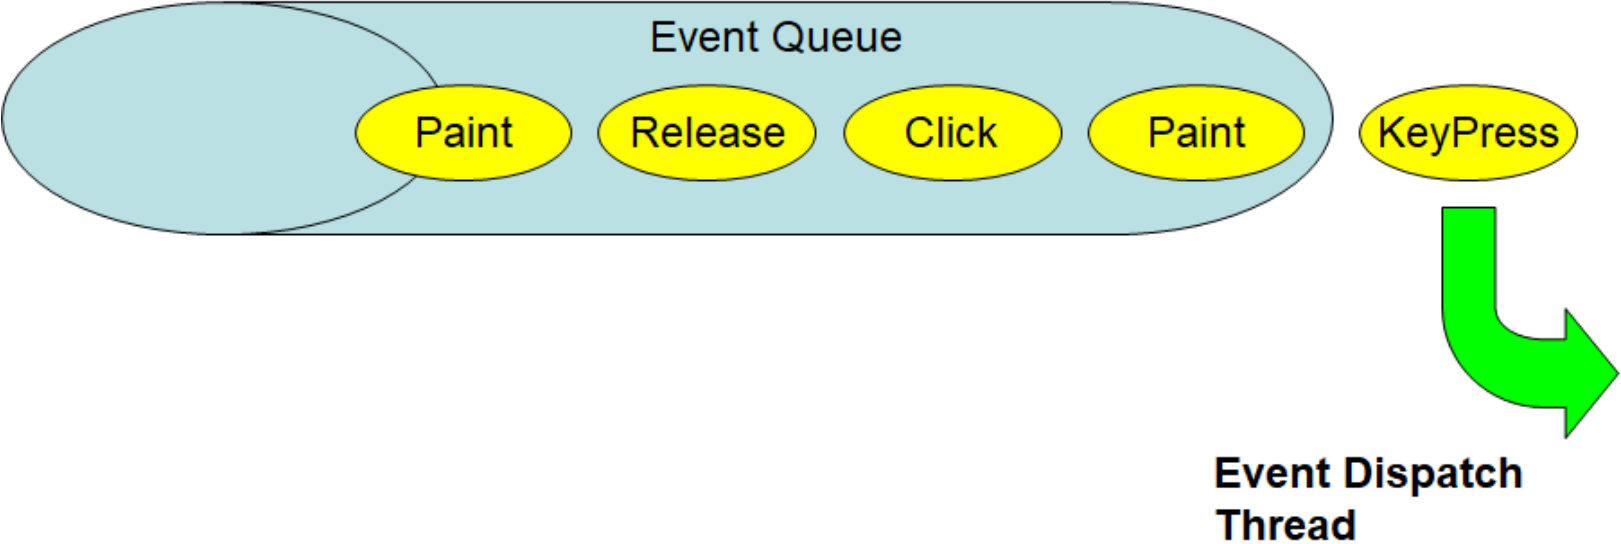 Event Queue
Paint Release Click Paint KeyPress
Event Dispatch
Thread